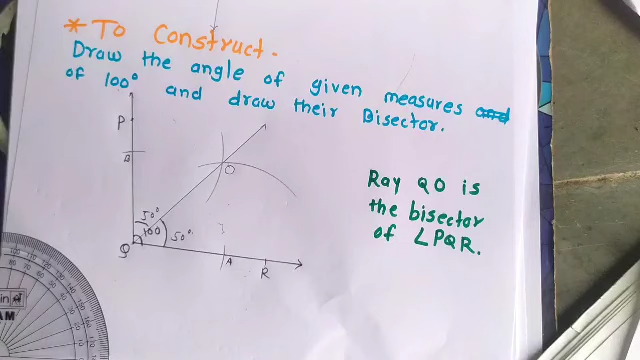 * To Construct.
Draw the angle of given measures and
of 100° and draw their Bisector.
P
B
O
50°
100
50°
Q
A
R
Ray QO is
the bisector
of ∠PQR.